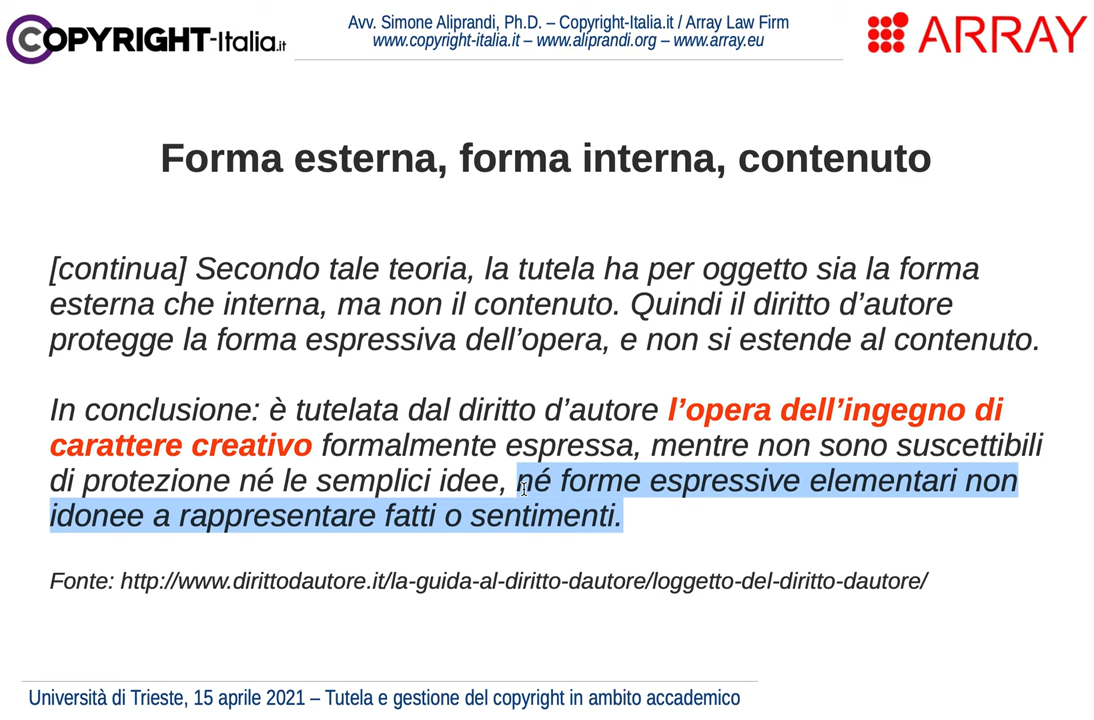 COPYRIGHT-Italia.it
Avv. Simone Aliprandi, Ph.D. – Copyright-Italia.it / Array Law Firm
www.copyright-italia.it – www.aliprandi.org – www.array.eu
ARRAY
Forma esterna, forma interna, contenuto
[continua] Secondo tale teoria, la tutela ha per oggetto sia la forma
esterna che interna, ma non il contenuto. Quindi il diritto d’autore
protegge la forma espressiva dell’opera, e non si estende al contenuto.
In conclusione: è tutelata dal diritto d’autore l’opera dell’ingegno di
carattere creativo formalmente espressa, mentre non sono suscettibili
di protezione né le semplici idee, né forme espressive elementari non
idonee a rappresentare fatti o sentimenti.
Fonte: http://www.dirittodautore.it/la-guida-al-diritto-dautore/loggetto-del-diritto-dautore/
Università di Trieste, 15 aprile 2021 – Tutela e gestione del copyright in ambito accademico